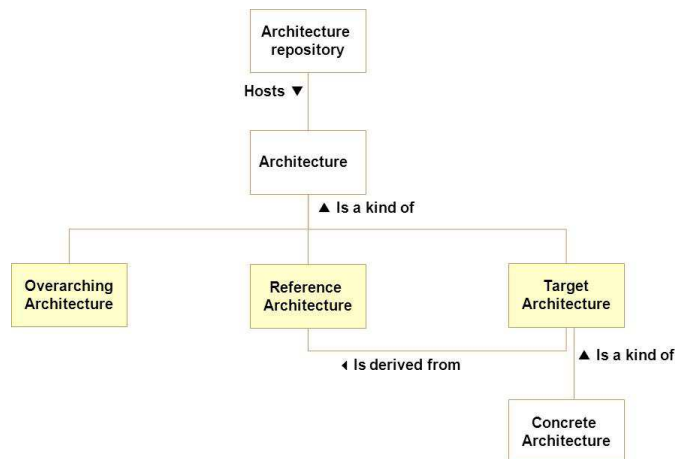 Architecture
repository
Hosts ▼
Architecture
▲ Is a kind of
Overarching
Architecture
Reference
Architecture
Target
Architecture
◄ Is derived from
▲ Is a kind of
Concrete
Architecture